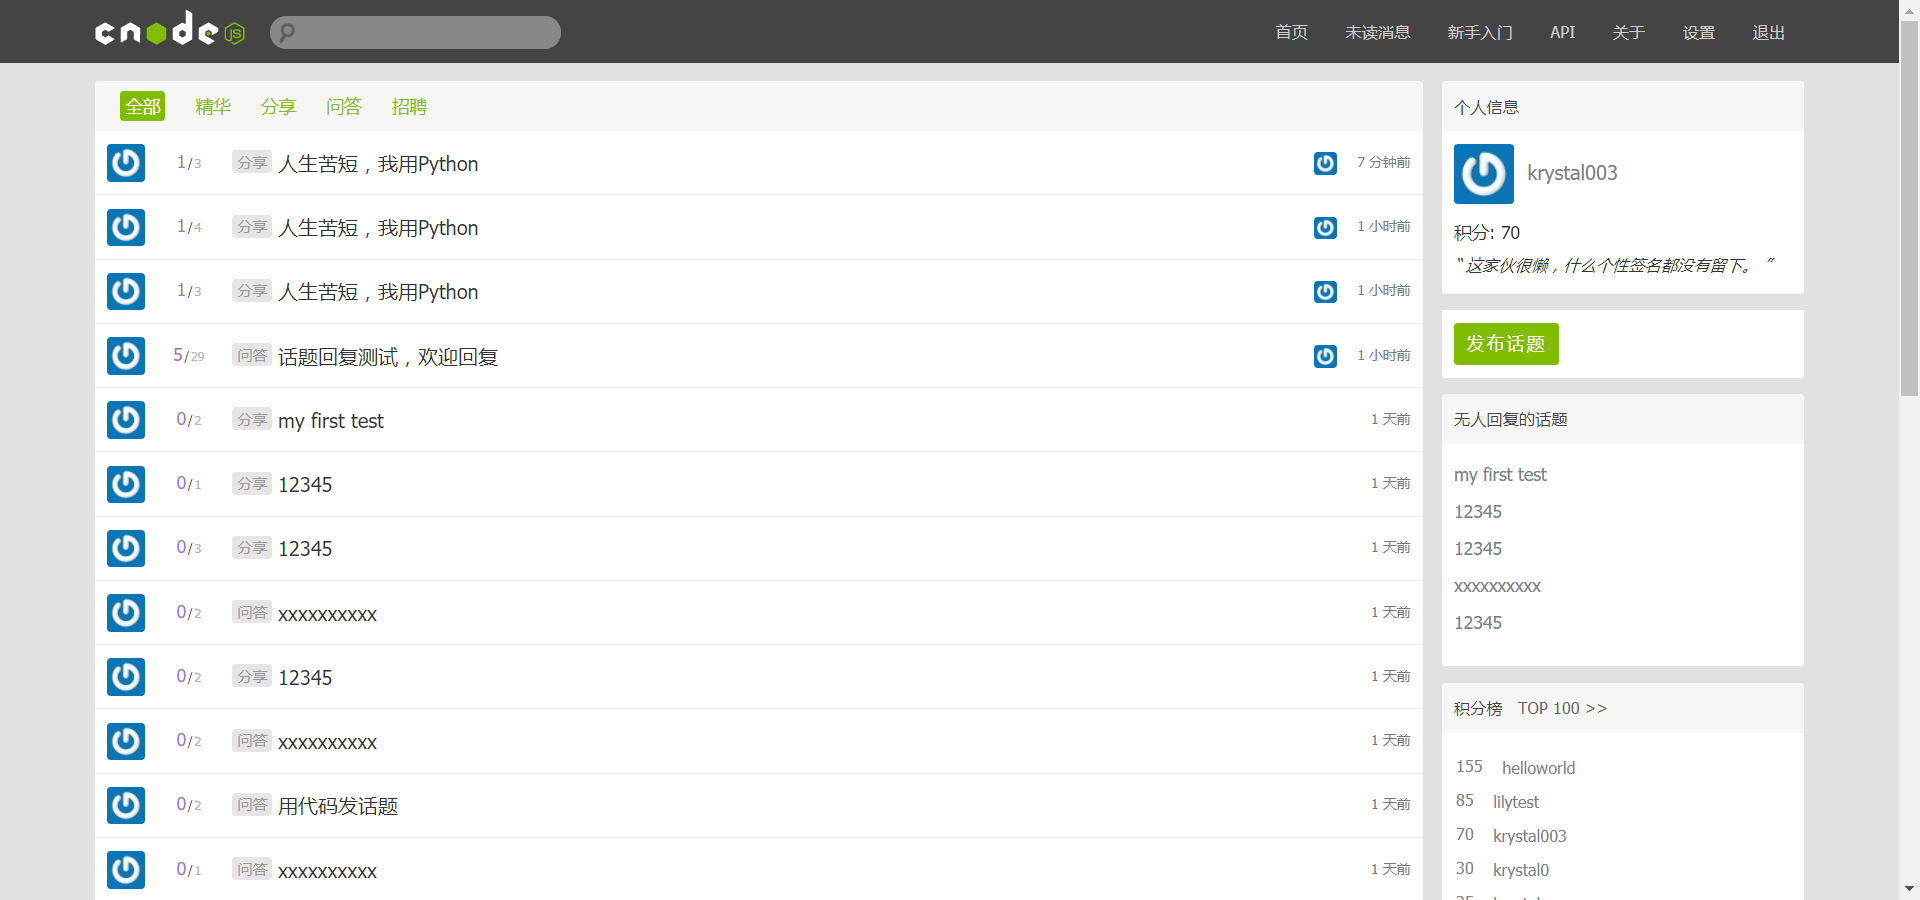 cnode JS
首页 未读消息 新手入门 API 关于 设置 退出
全部 精华 分享 问答 招聘
1/3 分享 人生苦短，我用Python 7 分钟前
1/4 分享 人生苦短，我用Python 1 小时前
1/3 分享 人生苦短，我用Python 1 小时前
5/29 问答 话题回复测试，欢迎回复 1 小时前
0/2 分享 my first test 1 天前
0/1 分享 12345 1 天前
0/3 分享 12345 1 天前
0/2 问答 xxxxxxxxxx 1 天前
0/2 分享 12345 1 天前
0/2 问答 xxxxxxxxxx 1 天前
0/2 问答 用代码发话题 1 天前
0/1 问答 xxxxxxxxxx 1 天前
个人信息
krystal003
积分: 70
“ 这家伙很懒，什么个性签名都没有留下。 ”
发布话题
无人回复的话题
my first test
12345
12345
xxxxxxxxxx
12345
积分榜 TOP 100 >>
155 helloworld
85 lilytest
70 krystal003
30 krystal0